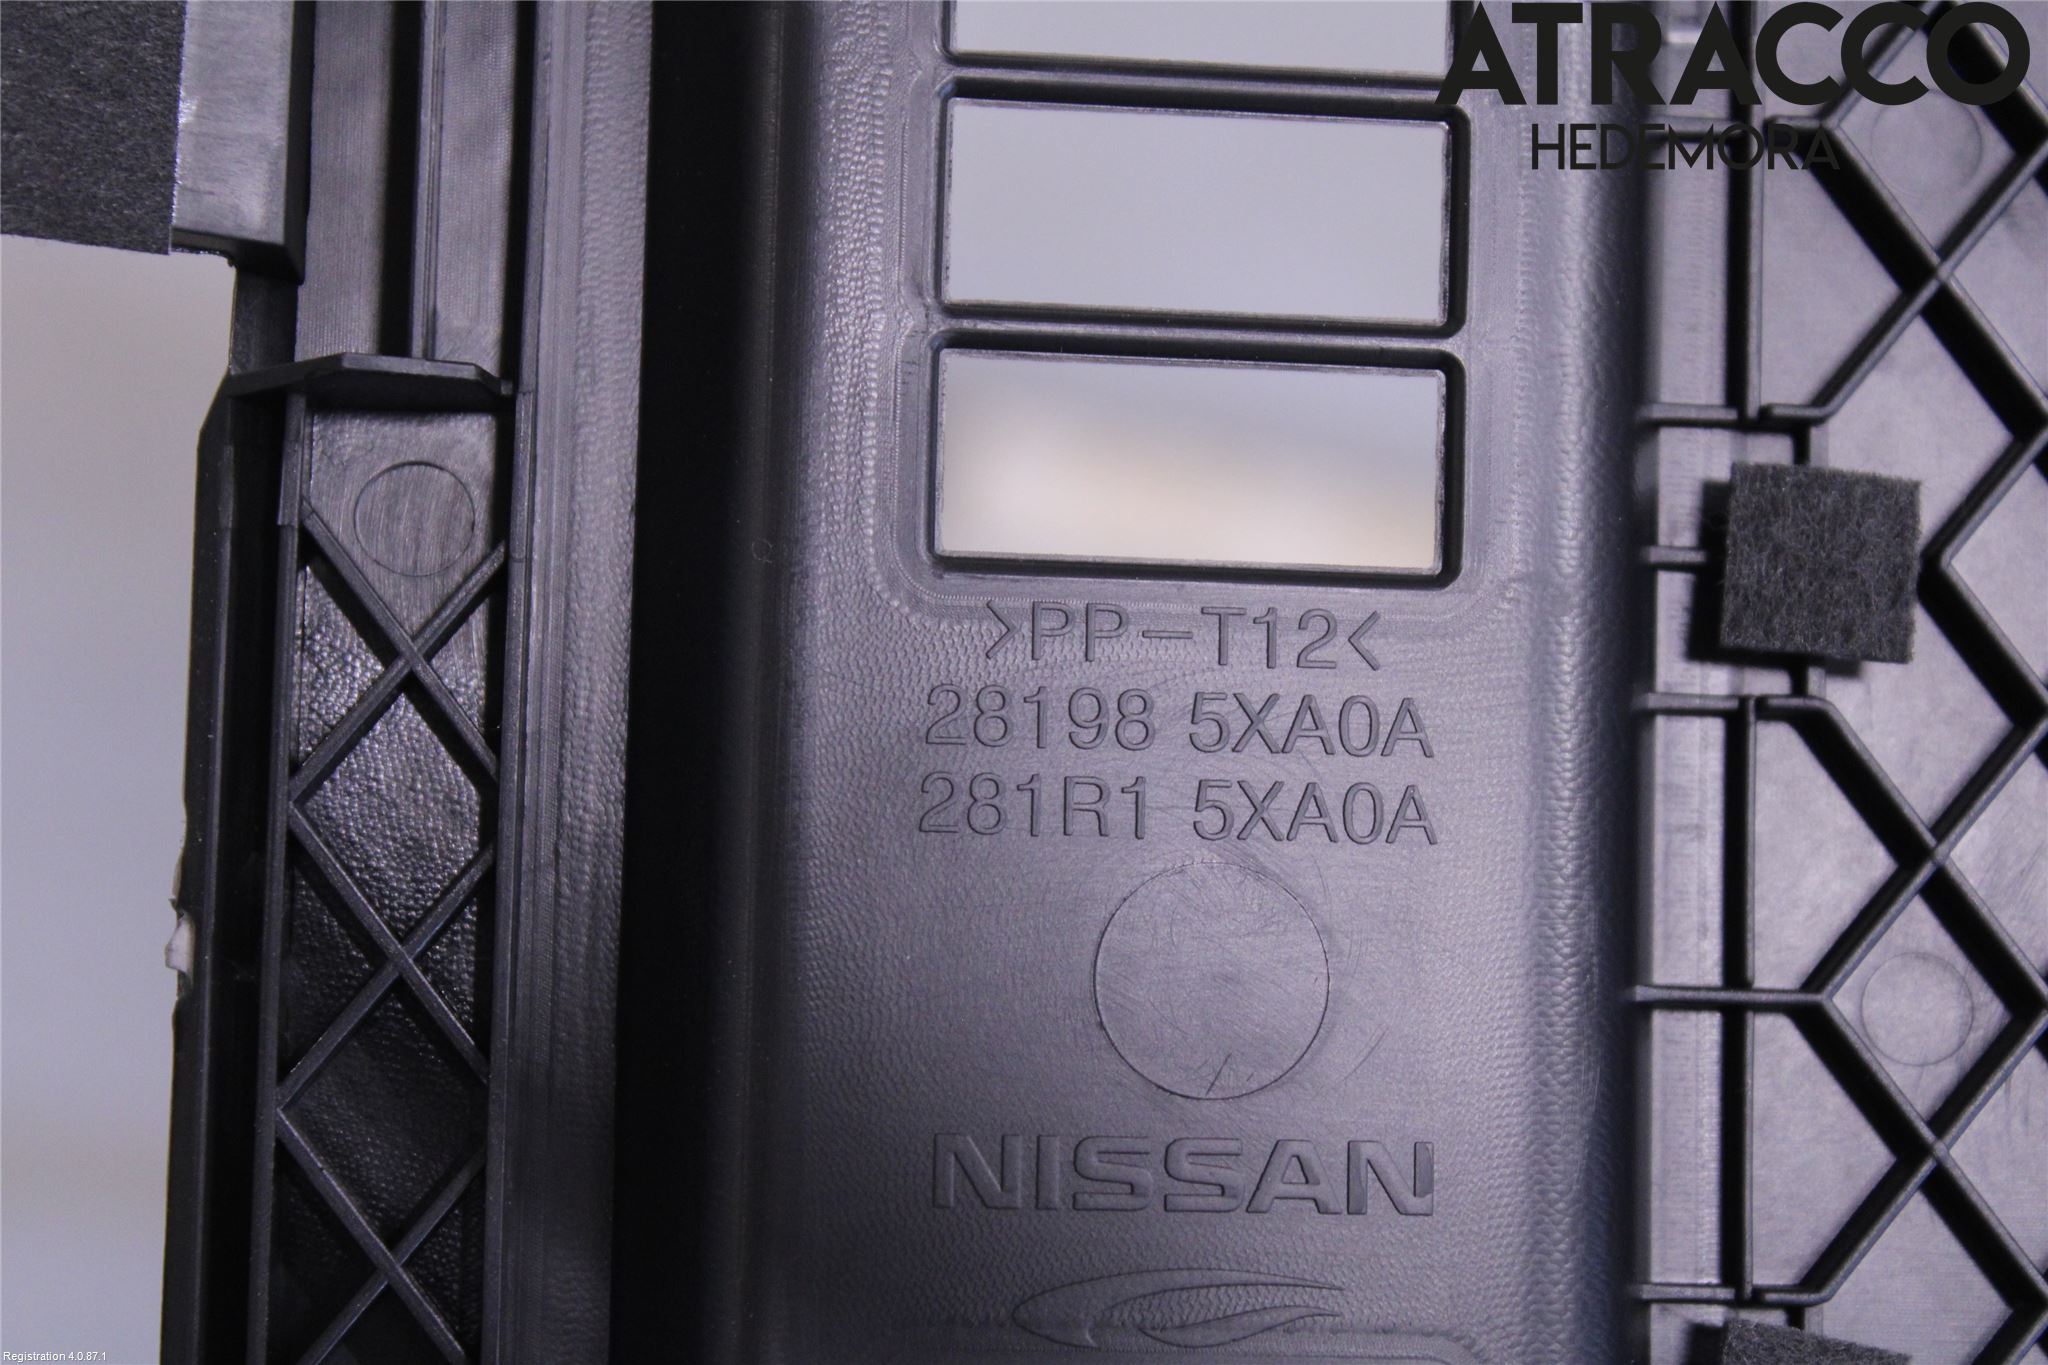 ATRACCO
HEDEMORA
>PP-T12<
28198 5XA0A
281R1 5XA0A
NISSAN
Registration 4.0.87.1